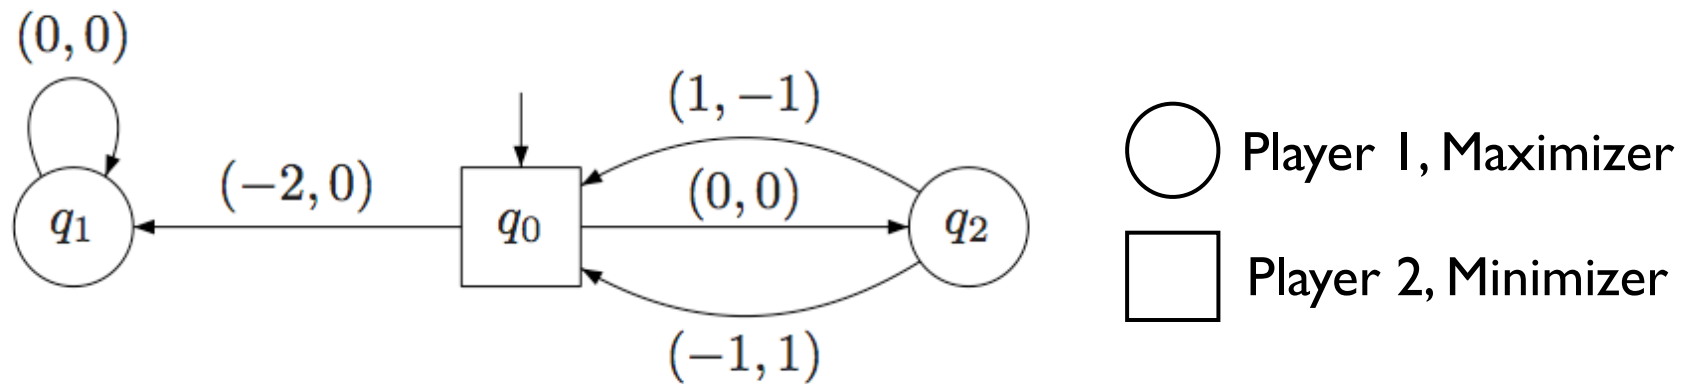 (0, 0)
(1, −1)
Player 1, Maximizer
(−2, 0)
(0, 0)
q1
q0
q2
Player 2, Minimizer
(−1, 1)